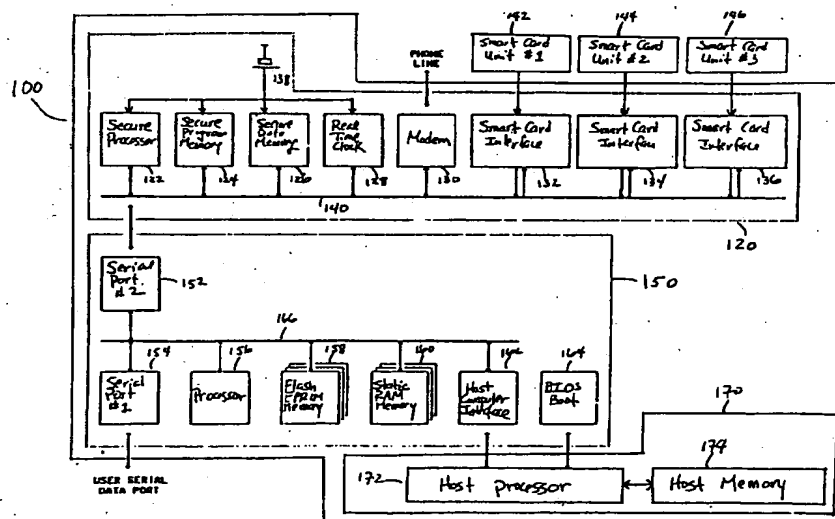 142
144
146
PHONE
LINE
Smart Card
Unit #1
Smart Card
Unit #2
Smart Card
Unit #3
100
138
Secure
Processor
Secure
Program
Memory
Secure
Data
Memory
Real
Time
Clock
Modem
Smart Card
Interface
Smart Card
Interface
Smart Card
Interface
122
124
126
128
130
132
134
136
140
120
Serial
Port
#2
152
150
166
154
156
158
160
162
164
Serial
Port
#1
Processor
Flash
EPROM
Memory
Static
RAM
Memory
Host
Computer
Interface
BIOS
Boot
170
USER SERIAL
DATA PORT
172
Host Processor
174
Host Memory